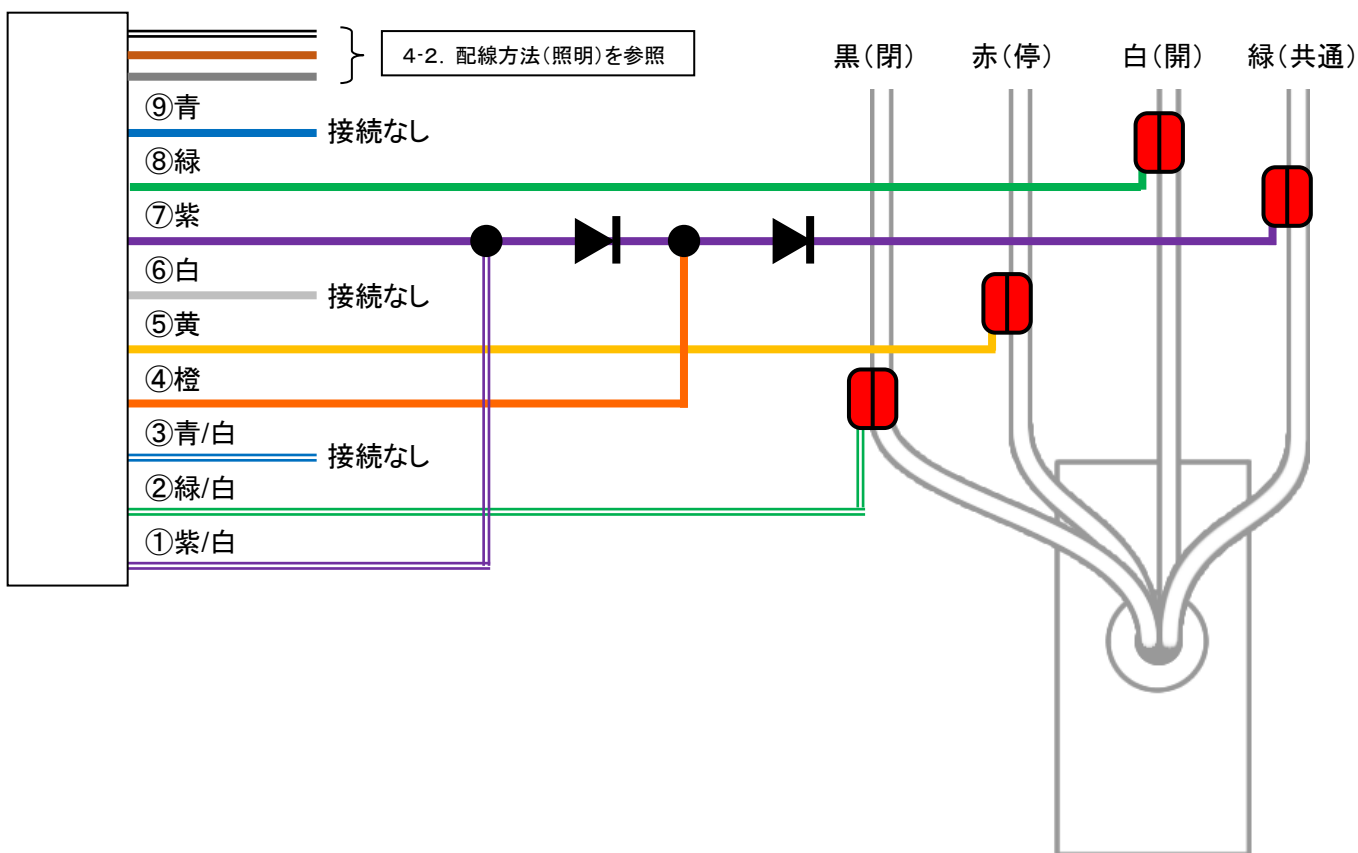 4-2. 配線方法(照明)を参照
黒(閉)
赤(停)
白(開)
緑(共通)
⑨青
接続なし
⑧緑
⑦紫
⑥白
接続なし
⑤黄
④橙
③青/白
接続なし
②緑/白
①紫/白